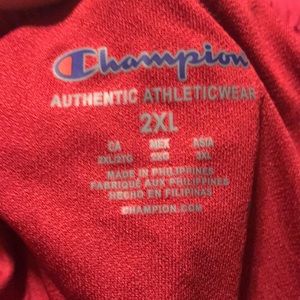 Champion
AUTHENTIC ATHLETICWEAR
2XL
CA MEX ASIA
2XL/2TG 2XG 3XL
MADE IN PHILIPPINES
FABRIQUÉ AUX PHILIPPINES
HECHO EN FILIPINAS
CHAMPION.COM